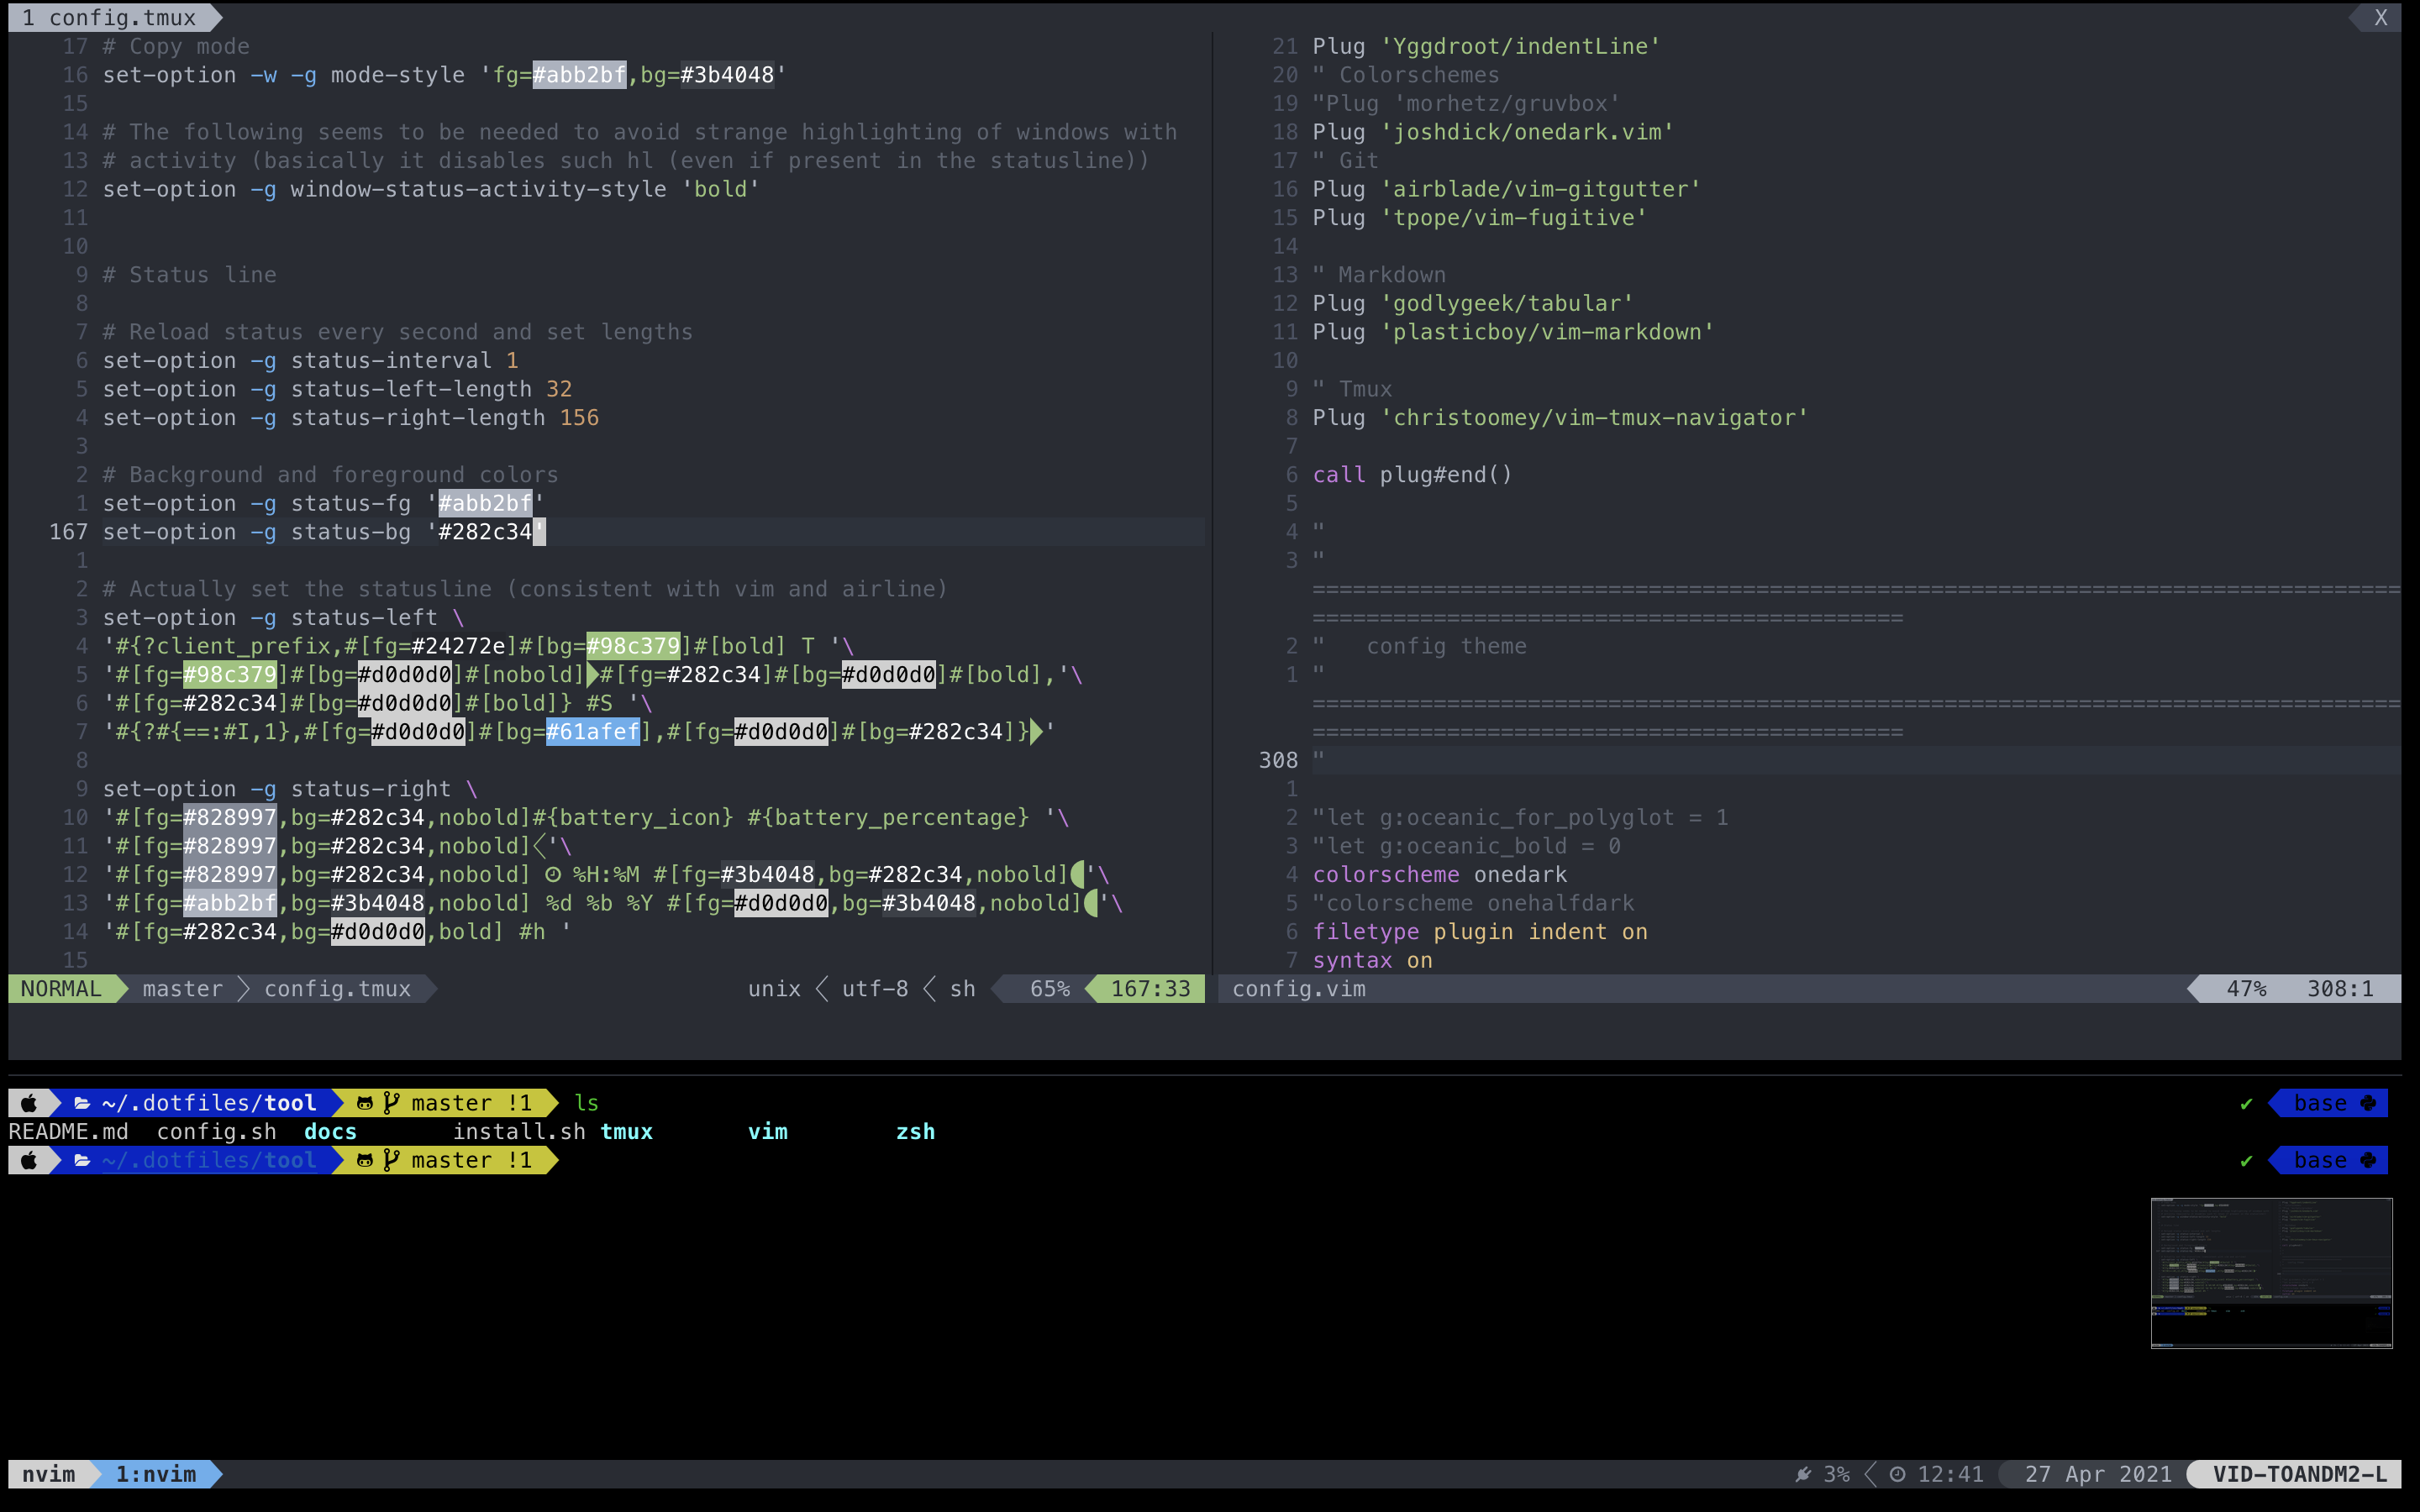 1 config.tmux
X
17 # Copy mode
16 set-option -w -g mode-style 'fg=#abb2bf,bg=#3b4048'
15
14 # The following seems to be needed to avoid strange highlighting of windows with
13 # activity (basically it disables such hl (even if present in the statusline))
12 set-option -g window-status-activity-style 'bold'
11
10
9 # Status line
8
7 # Reload status every second and set lengths
6 set-option -g status-interval 1
5 set-option -g status-left-length 32
4 set-option -g status-right-length 156
3
2 # Background and foreground colors
1 set-option -g status-fg '#abb2bf'
167 set-option -g status-bg '#282c34'
1
2 # Actually set the statusline (consistent with vim and airline)
3 set-option -g status-left \
4 '#{?client_prefix,#[fg=#24272e]#[bg=#98c379]#[bold] T '\
5 '#[fg=#98c379]#[bg=#d0d0d0]#[nobold]#[fg=#282c34]#[bg=#d0d0d0]#[bold],'\
6 '#[fg=#282c34]#[bg=#d0d0d0]#[bold]} #S '\
7 '#{?#{==:#I,1},#[fg=#d0d0d0]#[bg=#61afef],#[fg=#d0d0d0]#[bg=#282c34]}'
8
9 set-option -g status-right \
10 '#[fg=#828997,bg=#282c34,nobold]#{battery_icon} #{battery_percentage} '\
11 '#[fg=#828997,bg=#282c34,nobold]'\
12 '#[fg=#828997,bg=#282c34,nobold] %H:%M #[fg=#3b4048,bg=#282c34,nobold]'\
13 '#[fg=#abb2bf,bg=#3b4048,nobold] %d %b %Y #[fg=#d0d0d0,bg=#3b4048,nobold]'\
14 '#[fg=#282c34,bg=#d0d0d0,bold] #h '
15
NORMAL master config.tmux unix utf-8 sh 65% 167:33
21 Plug 'Yggdroot/indentLine'
20 " Colorschemes
19 "Plug 'morhetz/gruvbox'
18 Plug 'joshdick/onedark.vim'
17 " Git
16 Plug 'airblade/vim-gitgutter'
15 Plug 'tpope/vim-fugitive'
14
13 " Markdown
12 Plug 'godlygeek/tabular'
11 Plug 'plasticboy/vim-markdown'
10
9 " Tmux
8 Plug 'christoomey/vim-tmux-navigator'
7
6 call plug#end()
5
4 "
3 "
=================================================================================
============================================
2 "   config theme
1 "
=================================================================================
============================================
308 "
1
2 "let g:oceanic_for_polyglot = 1
3 "let g:oceanic_bold = 0
4 colorscheme onedark
5 "colorscheme onehalfdark
6 filetype plugin indent on
7 syntax on
config.vim 47% 308:1
~/.dotfiles/tool master !1 ls ✔ base
README.md config.sh docs install.sh tmux vim zsh
~/.dotfiles/tool master !1 ✔ base
nvim 1:nvim 3% 12:41 27 Apr 2021 VID-TOANDM2-L